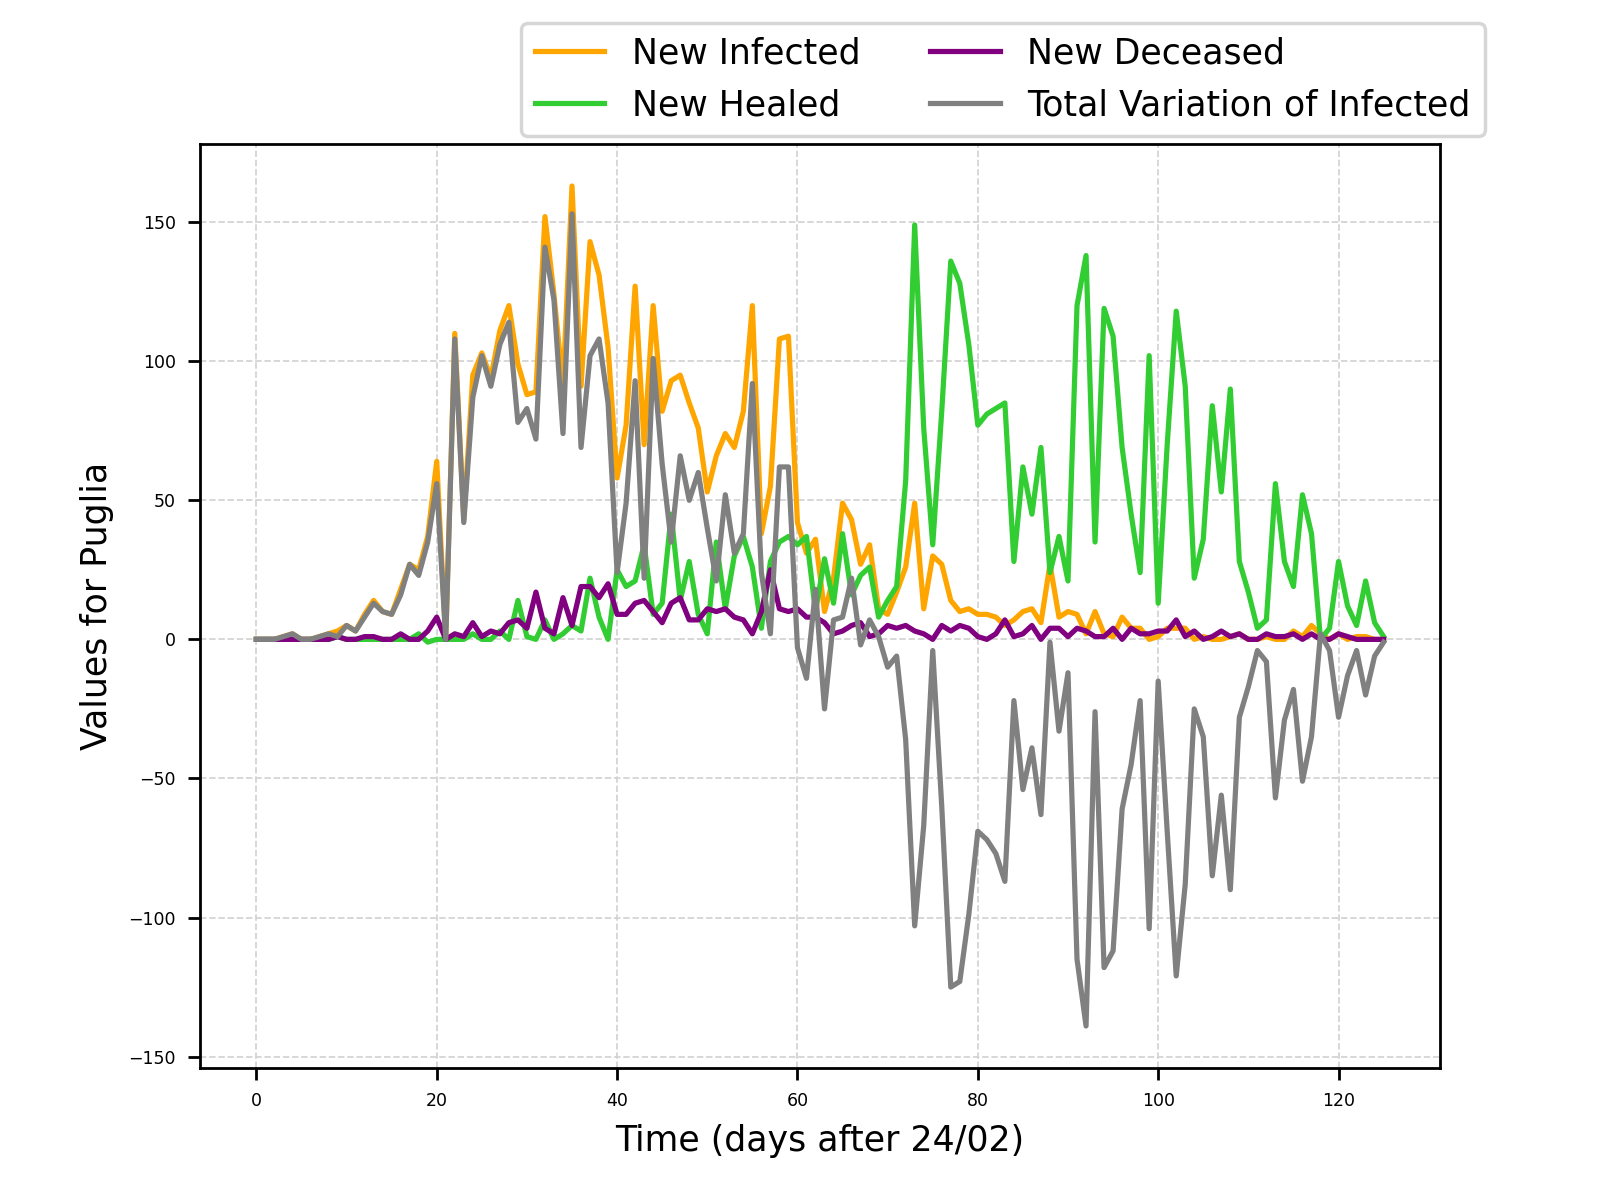 New Infected
New Healed
New Deceased
Total Variation of Infected
Values for Puglia
150
100
50
0
−50
−100
−150
0 20 40 60 80 100 120
Time (days after 24/02)